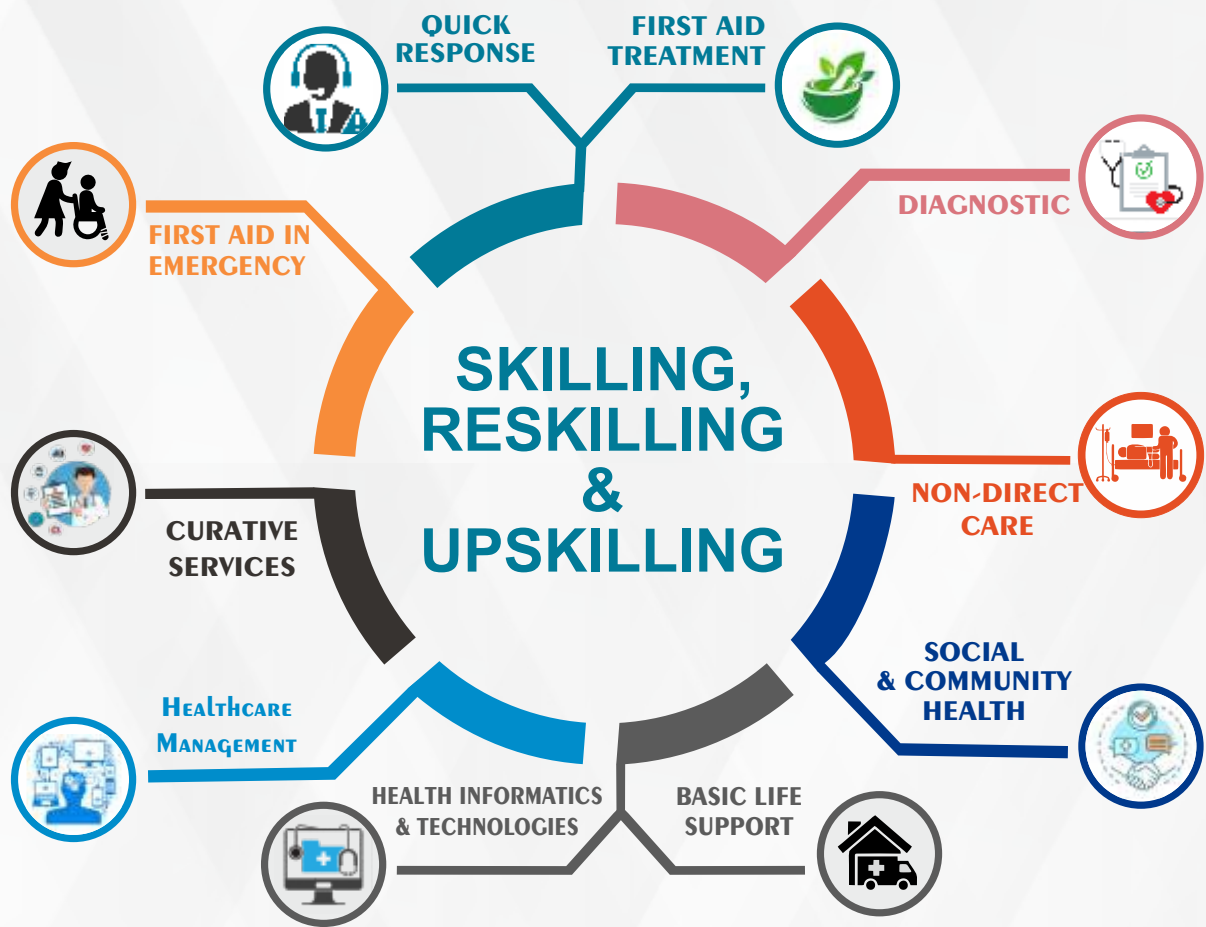 QUICK
RESPONSE
FIRST AID
TREATMENT
DIAGNOSTIC
FIRST AID IN
EMERGENCY
SKILLING,
RESKILLING
&
UPSKILLING
NON-DIRECT
CARE
CURATIVE
SERVICES
SOCIAL
& COMMUNITY
HEALTH
Healthcare
Management
HEALTH INFORMATICS
& TECHNOLOGIES
BASIC LIFE
SUPPORT